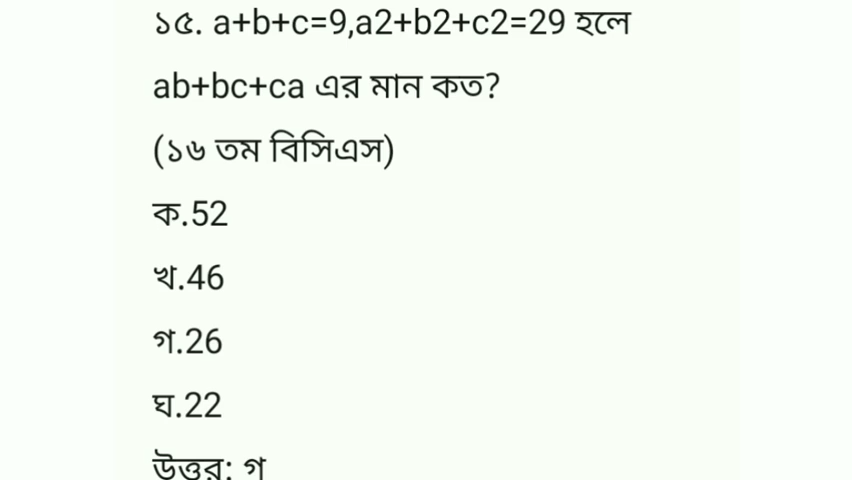 ১৫. a+b+c=9,a2+b2+c2=29 হলে
ab+bc+ca এর মান কত?
(১৬ তম বিসিএস)
ক.52
খ.46
গ.26
ঘ.22
উত্তর: গ